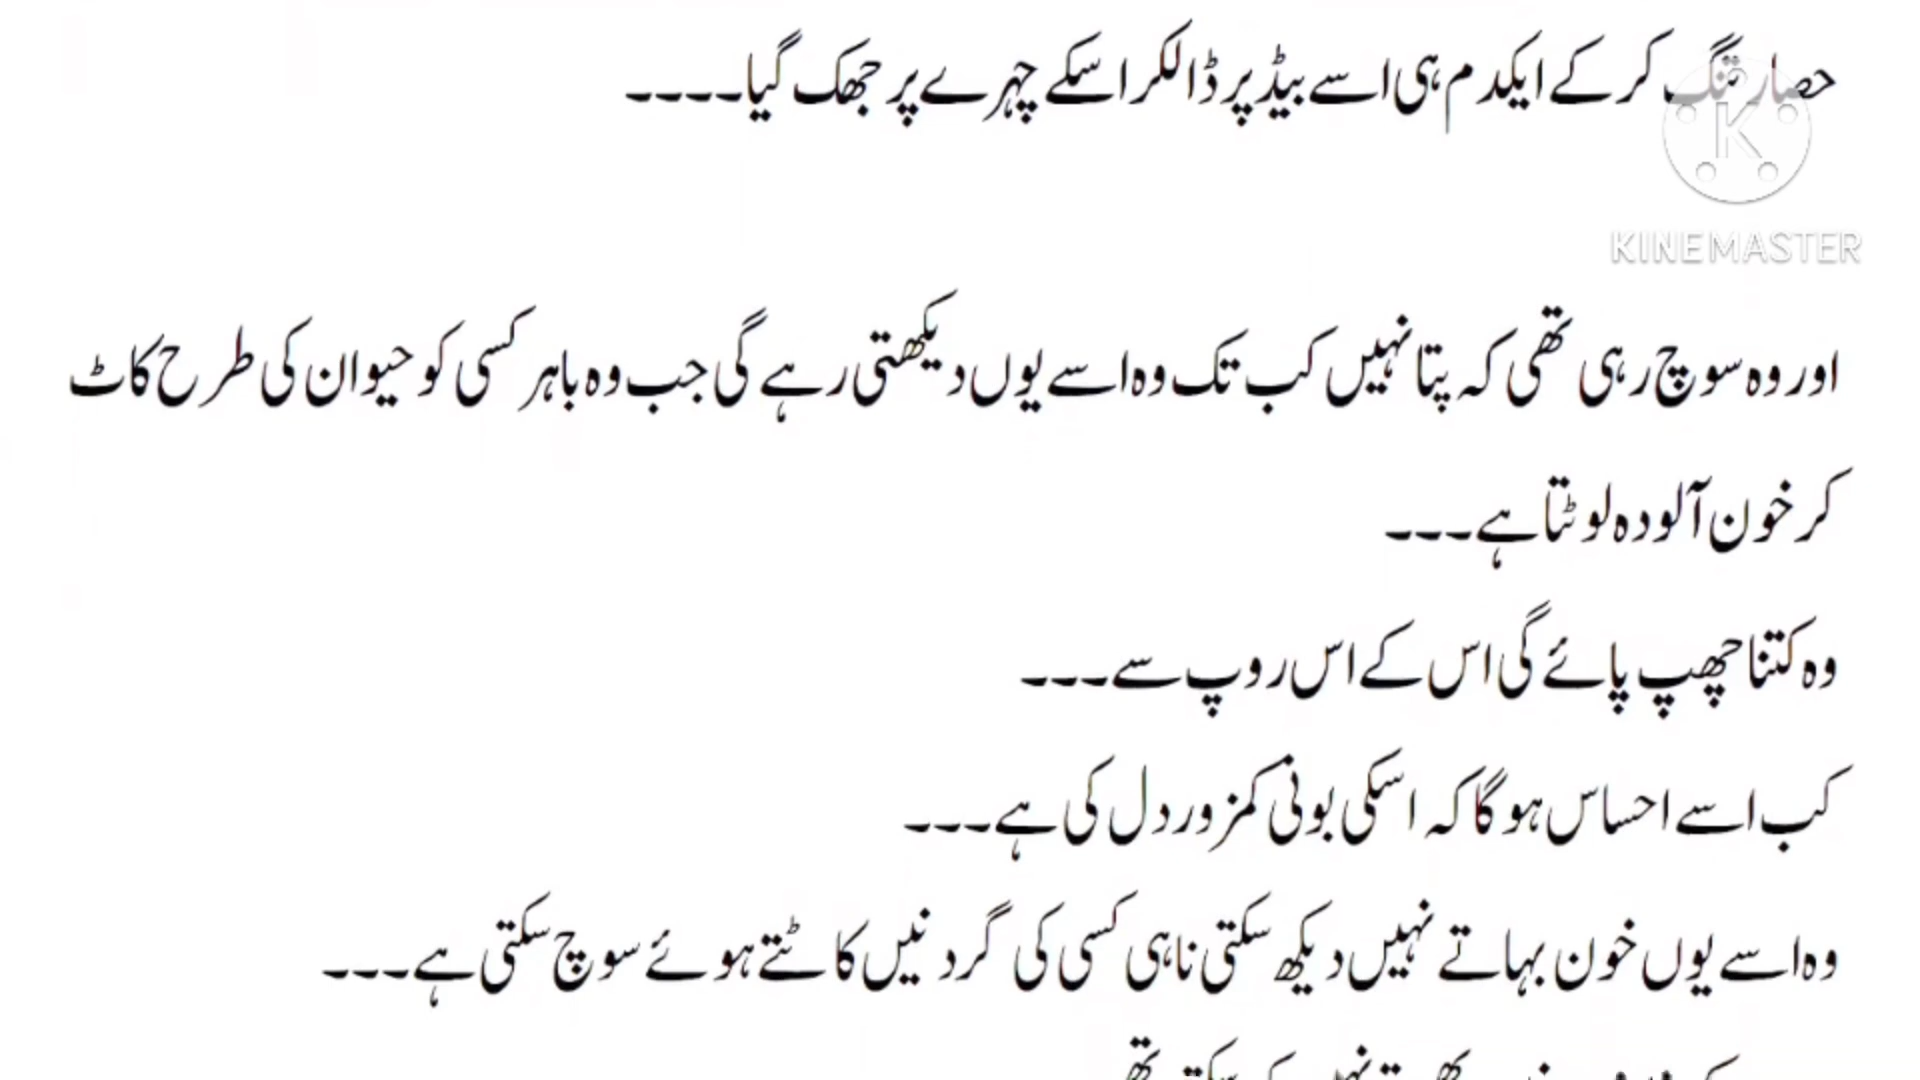 حصار تنگ کر کے ایکدم ہی اسے بیڈ پر ڈالکر اسکے چہرے پر جھک گیا۔۔۔۔
KINEMASTER
اور وہ سوچ رہی تھی کہ پتا نہیں کب تک وہ اسے یوں دیکھتی رہے گی جب وہ باہر کسی کو حیوان کی طرح کاٹ
کر خون آلودہ لوٹتا ہے۔۔۔
وہ کتنا چھپ پائے گی اس کے اس روپ سے۔۔۔
کب اسے احساس ہو گا کہ اسکی بونی کمزور دل کی ہے۔۔۔
وہ اسے یوں خون بہاتے نہیں دیکھ سکتی نا ہی کسی کی گردنیں کاٹتے ہوئے سوچ سکتی ہے۔۔۔